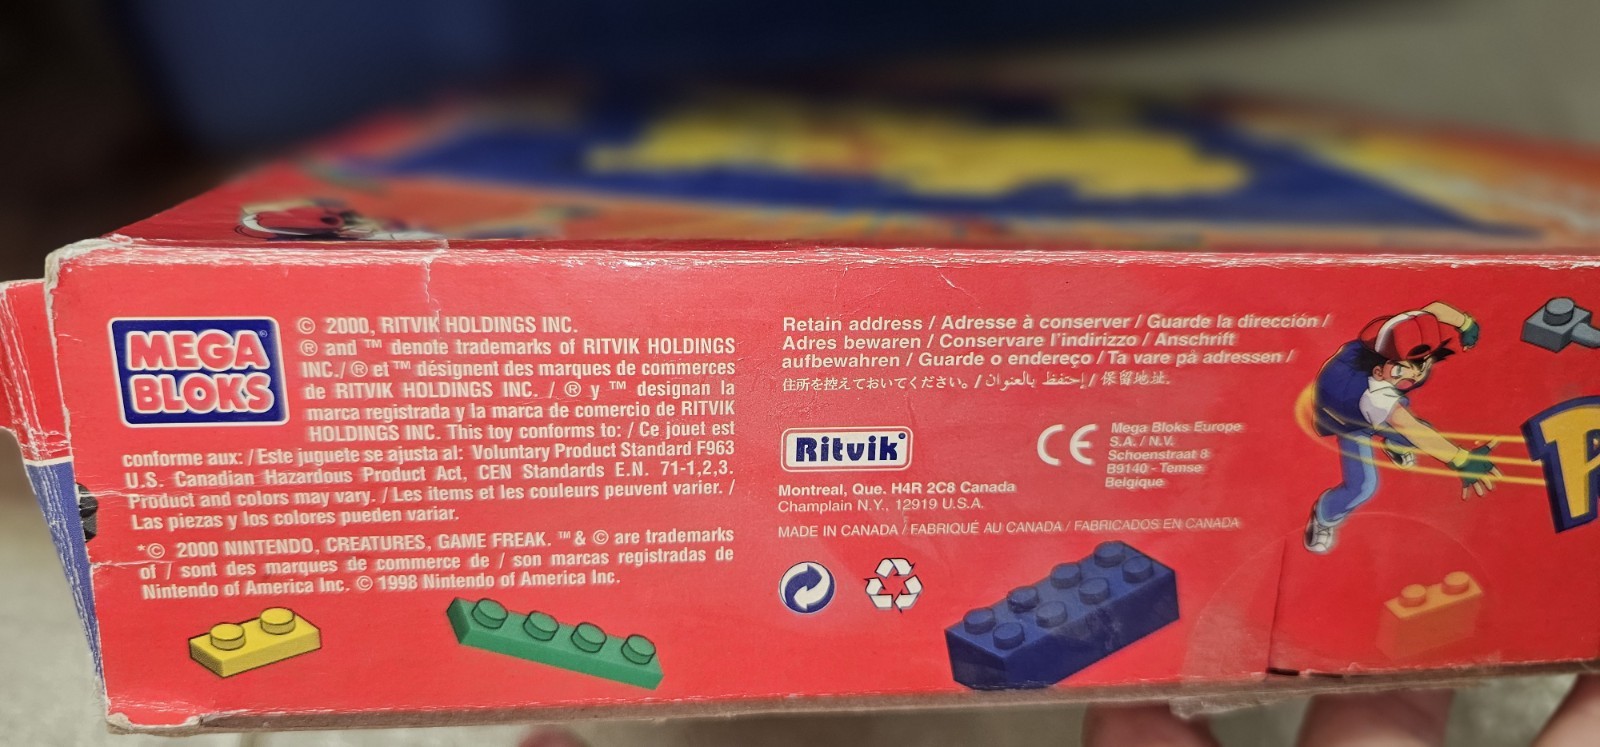 MEGA
BLOKS
© 2000, RITVIK HOLDINGS INC.
® and ™ denote trademarks of RITVIK HOLDINGS
INC./ ® et ™ désignent des marques de commerces
de RITVIK HOLDINGS INC. / ® y ™ designan la
marca registrada y la marca de comercio de RITVIK
HOLDINGS INC. This toy conforms to: / Ce jouet est
conforme aux: / Este juguete se ajusta al: Voluntary Product Standard F963
U.S. Canadian Hazardous Product Act, CEN Standards E.N. 71-1,2,3.
Product and colors may vary. / Les items et les couleurs peuvent varier. /
Las piezas y los colores pueden variar.
*© 2000 NINTENDO, CREATURES, GAME FREAK. ™ & © are trademarks
of / sont des marques de commerce de / son marcas registradas de
Nintendo of America Inc. © 1998 Nintendo of America Inc.
Retain address / Adresse à conserver / Guarde la dirección /
Adres bewaren / Conservare l'indirizzo / Anschrift
aufbewahren / Guarde o endereço / Ta vare på adressen /
住所を控えておいてください。/ إحتفظ بالعنوان / 保留地址.
Ritvik®
Montreal, Que. H4R 2C8 Canada
Champlain N.Y., 12919 U.S.A.
CE
Mega Bloks Europe
S.A. / N.V.
Schoenstraat 8
B9140 - Temse
Belgique
MADE IN CANADA / FABRIQUÉ AU CANADA / FABRICADOS EN CANADA
P